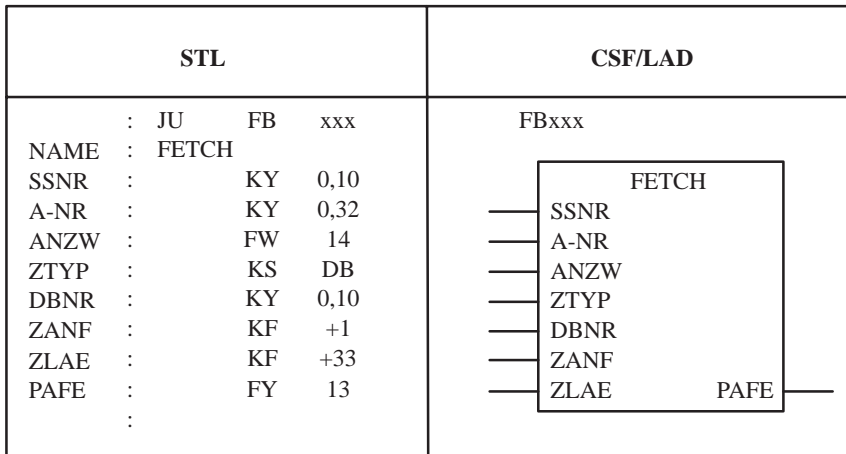 STL
CSF/LAD
: JU FB xxx
NAME : FETCH
SSNR : KY 0,10
A-NR : KY 0,32
ANZW : FW 14
ZTYP : KS DB
DBNR : KY 0,10
ZANF : KF +1
ZLAE : KF +33
PAFE : FY 13
:
FBxxx
FETCH
SSNR
A-NR
ANZW
ZTYP
DBNR
ZANF
ZLAE PAFE